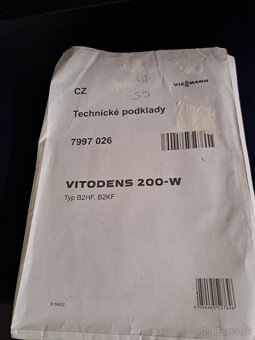 CZ
VIESMANN
Technické podklady
7997 026
VITODENS 200-W
Typ B2HF, B2KF